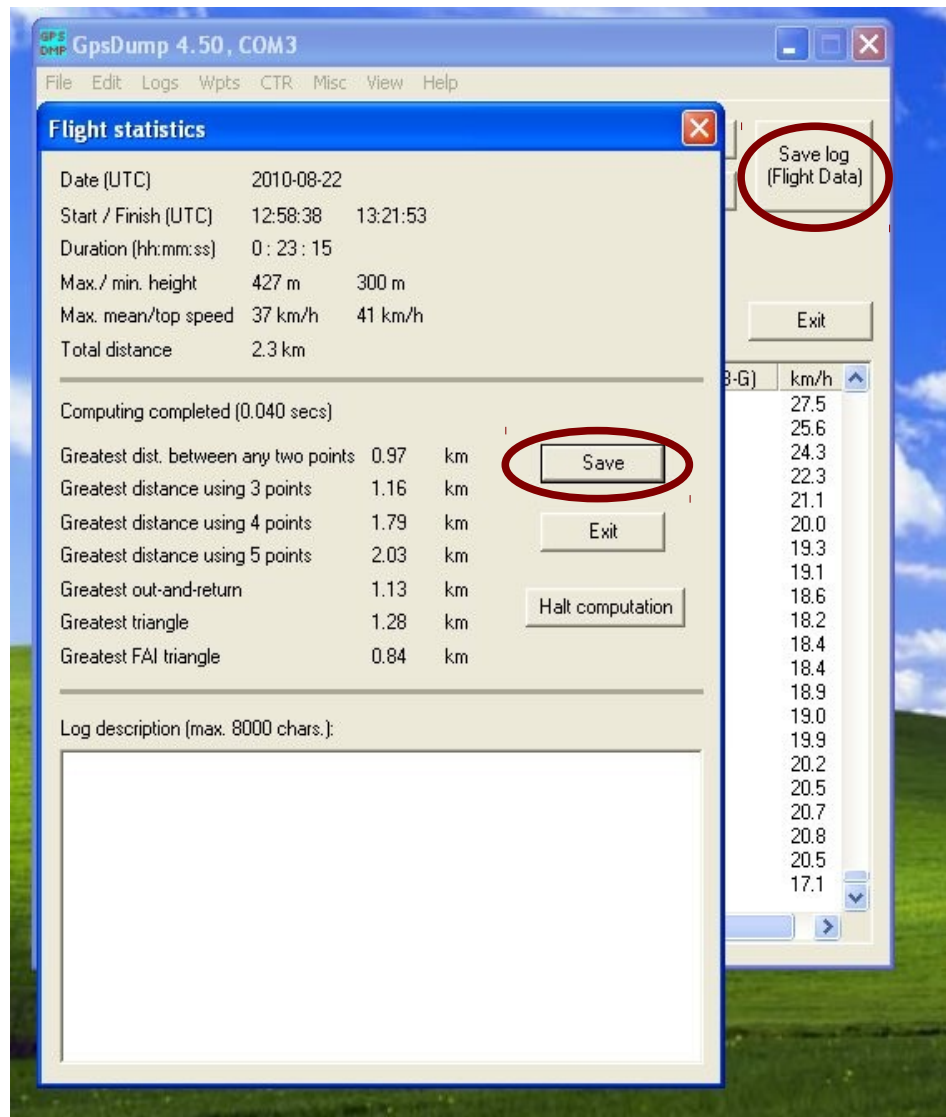 GPS DMP GpsDump 4.50, COM3
File Edit Logs Wpts CTR Misc View Help
Flight statistics
Save log
(Flight Data)
Date (UTC) 2010-08-22
Start / Finish (UTC) 12:58:38 13:21:53
Duration (hh:mm:ss) 0 : 23 : 15
Max./ min. height 427 m 300 m
Max. mean/top speed 37 km/h 41 km/h
Exit
Total distance 2.3 km
Computing completed (0.040 secs)
Greatest dist. between any two points 0.97 km
Save
Greatest distance using 3 points 1.16 km
Greatest distance using 4 points 1.79 km
Exit
Greatest distance using 5 points 2.03 km
Greatest out-and-return 1.13 km
Halt computation
Greatest triangle 1.28 km
Greatest FAI triangle 0.84 km
Log description (max. 8000 chars.):
-G) km/h
27.5
25.6
24.3
22.3
21.1
20.0
19.3
19.1
18.6
18.2
18.4
18.4
18.9
19.0
19.9
20.2
20.5
20.7
20.8
20.5
17.1